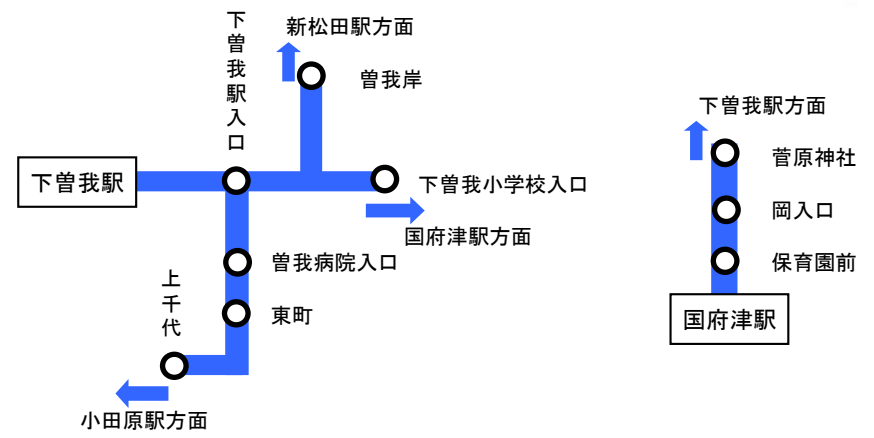 下曽我駅入口
新松田駅方面
曽我岸
下曽我駅
下曽我小学校入口
国府津駅方面
曽我病院入口
上千代
東町
小田原駅方面
下曽我駅方面
菅原神社
岡入口
保育園前
国府津駅